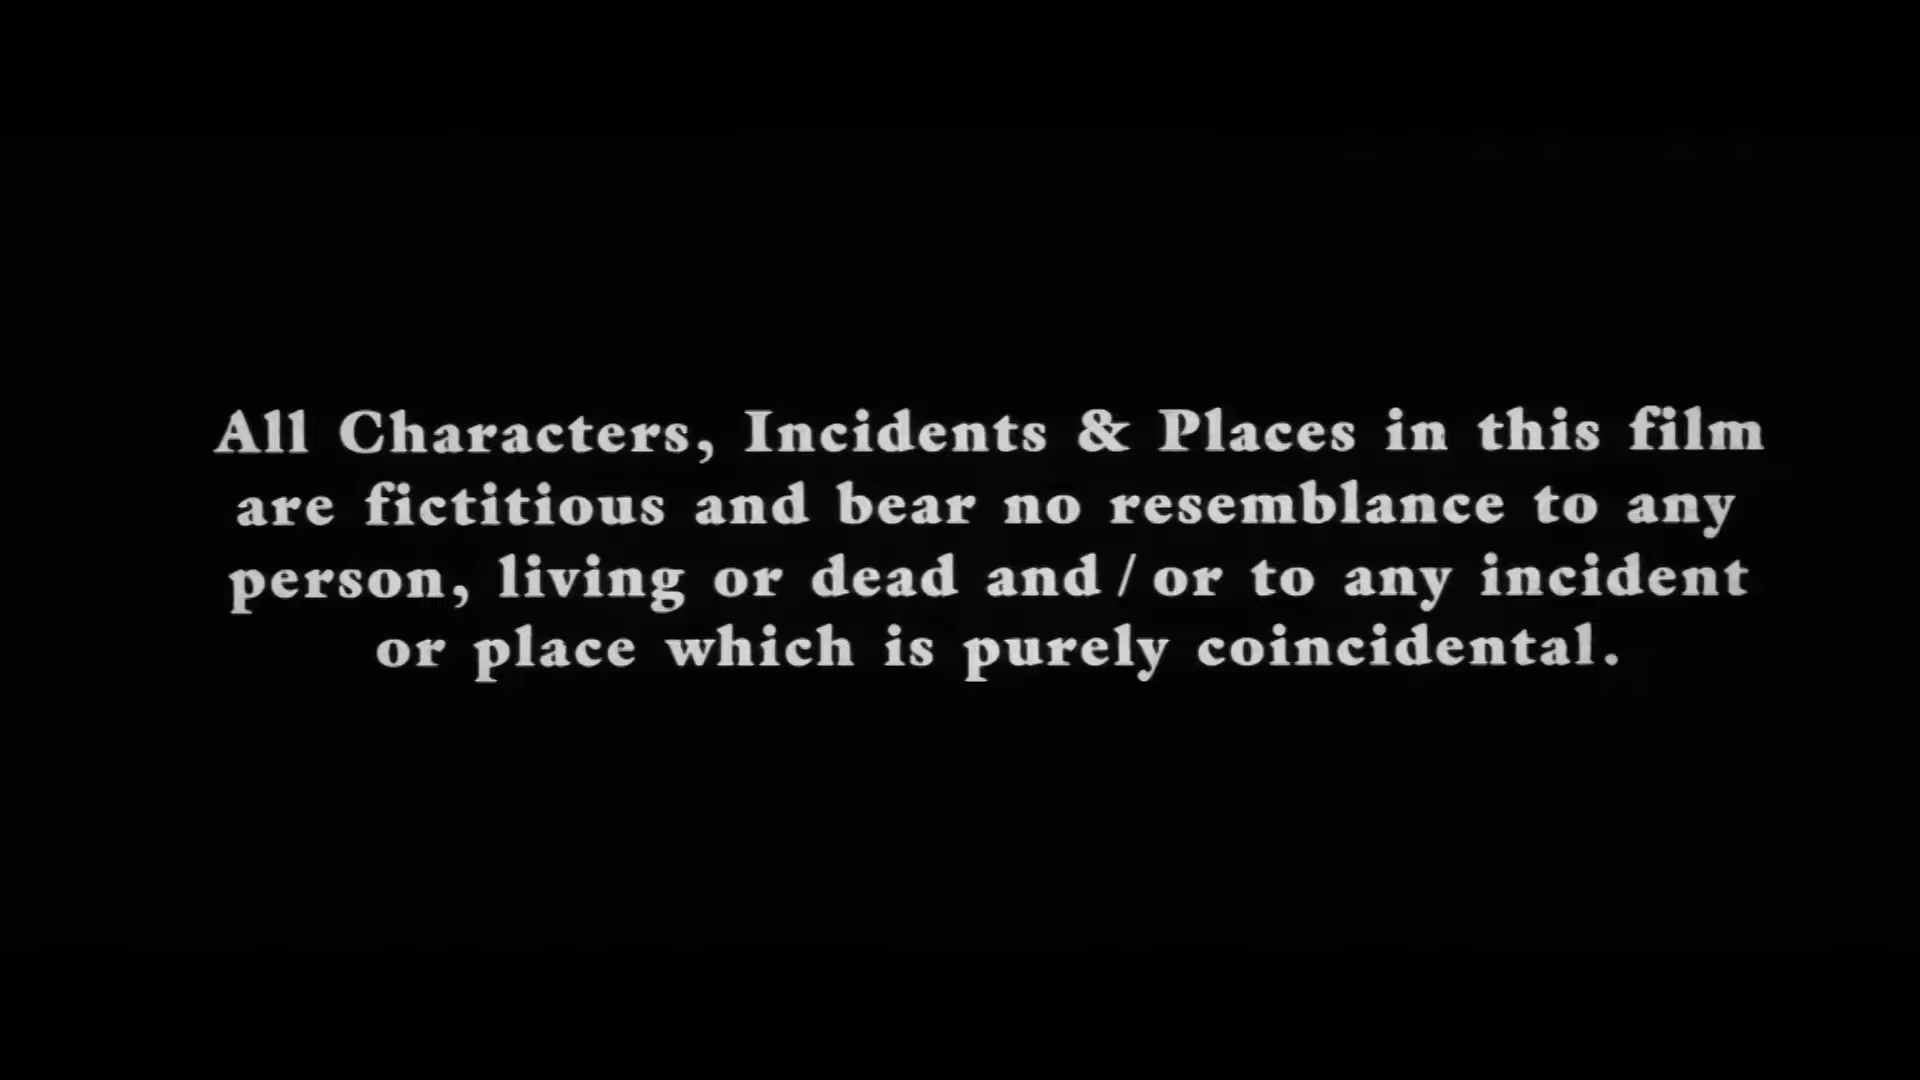 All Characters, Incidents & Places in this film
are fictitious and bear no resemblance to any
person, living or dead and / or to any incident
or place which is purely coincidental.